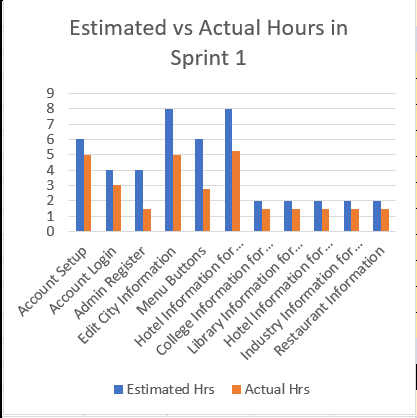 Estimated vs Actual Hours in
Sprint 1
9
8
7
6
5
4
3
2
1
0
Account Setup
Account Login
Admin Register
Edit City Information
Menu Buttons
Hotel Information for...
College Information for...
Library Information for...
Hotel Information for...
Industry Information for...
Restaurant Information
Estimated Hrs
Actual Hrs